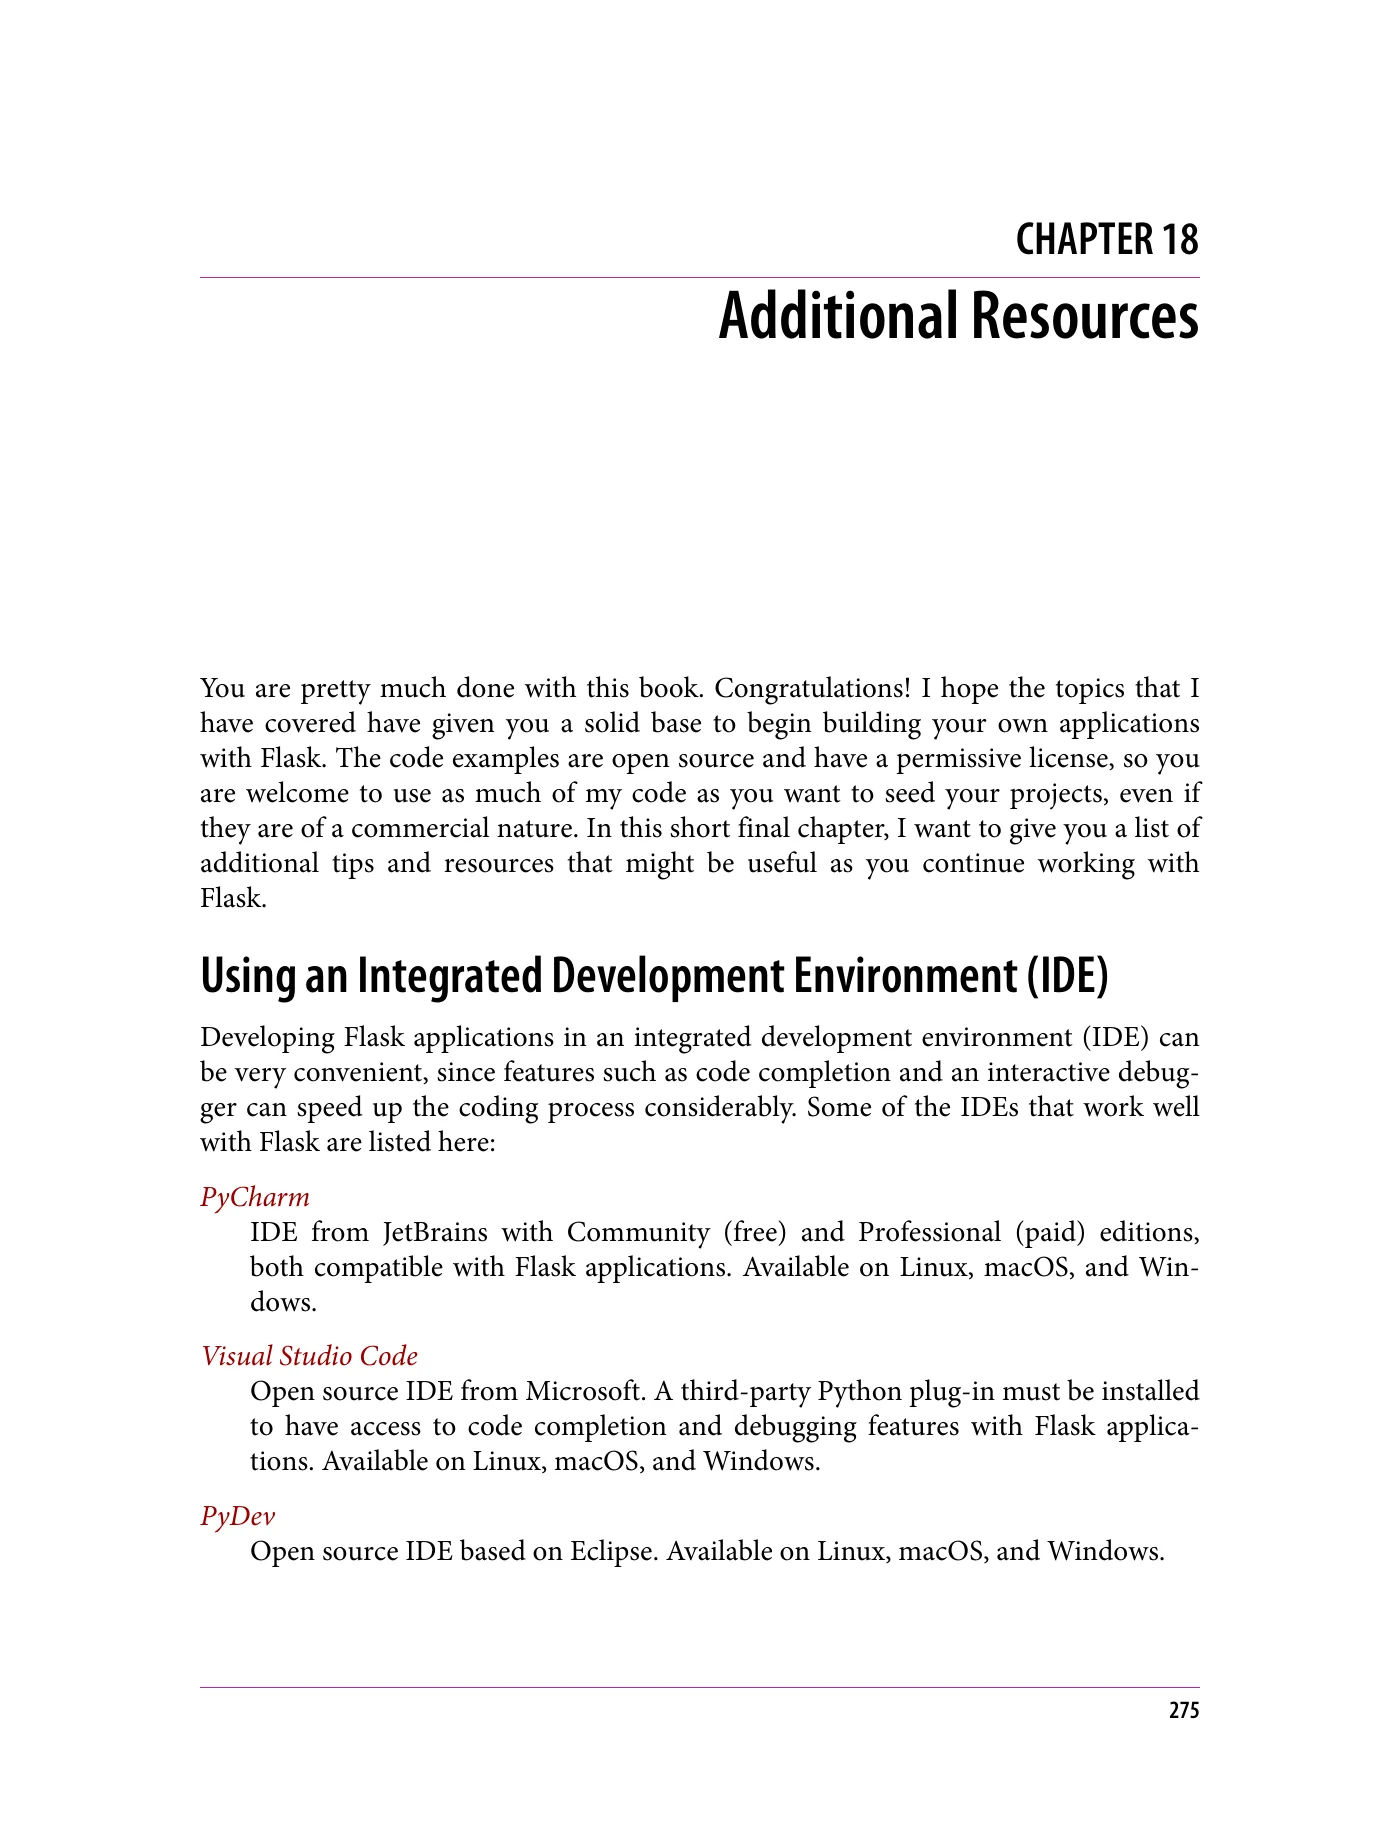 CHAPTER 18
Additional Resources
You are pretty much done with this book. Congratulations! I hope the topics that I
have covered have given you a solid base to begin building your own applications
with Flask. The code examples are open source and have a permissive license, so you
are welcome to use as much of my code as you want to seed your projects, even if
they are of a commercial nature. In this short final chapter, I want to give you a list of
additional tips and resources that might be useful as you continue working with
Flask.
Using an Integrated Development Environment (IDE)
Developing Flask applications in an integrated development environment (IDE) can
be very convenient, since features such as code completion and an interactive debug-
ger can speed up the coding process considerably. Some of the IDEs that work well
with Flask are listed here:
PyCharm
IDE from JetBrains with Community (free) and Professional (paid) editions,
both compatible with Flask applications. Available on Linux, macOS, and Win-
dows.
Visual Studio Code
Open source IDE from Microsoft. A third-party Python plug-in must be installed
to have access to code completion and debugging features with Flask applica-
tions. Available on Linux, macOS, and Windows.
PyDev
Open source IDE based on Eclipse. Available on Linux, macOS, and Windows.
275